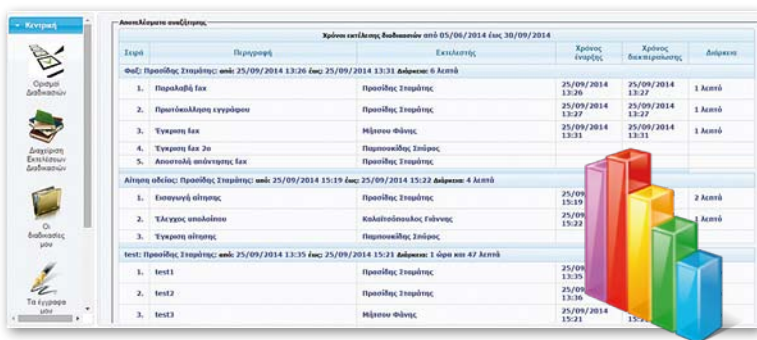 Κεντρική
Ορισμοί
Διαδικασιών
Διαχείριση
Εκτελέσεων
Διαδικασιών
Οι
διαδικασίες
μου
Τα έγγραφα
μου
Αποτελέσματα αναζήτησης
Χρόνοι εκτέλεσης διαδικασιών από 05/06/2014 έως 30/09/2014
Σειρά Περιγραφή Εκτελεστής Χρόνος έναρξης Χρόνος διεκπεραίωσης Διάρκεια
Φαξ: Πρασίδης Σταμάτης: από: 25/09/2014 13:26 έως: 25/09/2014 13:31 Διάρκεια: 6 λεπτά
1. Παραλαβή fax Πρασίδης Σταμάτης 25/09/2014 13:26 25/09/2014 13:27 1 λεπτό
2. Πρωτόκολληση εγγράφου Πρασίδης Σταμάτης 25/09/2014 13:27 25/09/2014 13:27 1 λεπτό
3. Έγκριση fax Μήτσου Φάνης 25/09/2014 13:31 25/09/2014 13:31 1 λεπτό
4. Έγκριση fax 2ο Παμπουκίδης Σπύρος
5. Αποστολή απάντησης fax Πρασίδης Σταμάτης
Αίτηση αδείας: Πρασίδης Σταμάτης: από: 25/09/2014 15:19 έως: 25/09/2014 15:22 Διάρκεια: 4 λεπτά
1. Εισαγωγή αίτησης Πρασίδης Σταμάτης 25/09 15:19 2 λεπτά
2. Έλεγχος υπολοίπου Καλαϊτσόπουλος Γιάννης 25/09 15:22 1 λεπτό
3. Έγκριση αίτησης Παμπουκίδης Σπύρος
test: Πρασίδης Σταμάτης: από: 25/09/2014 13:35 έως: 25/09/2014 15:21 Διάρκεια: 1 ώρα και 47 λεπτά
1. test1 Πρασίδης Σταμάτης 25/09 13:35
2. test2 Πρασίδης Σταμάτης 25/09 13:36
3. test3 Μήτσου Φάνης 25/09/2014 15:21